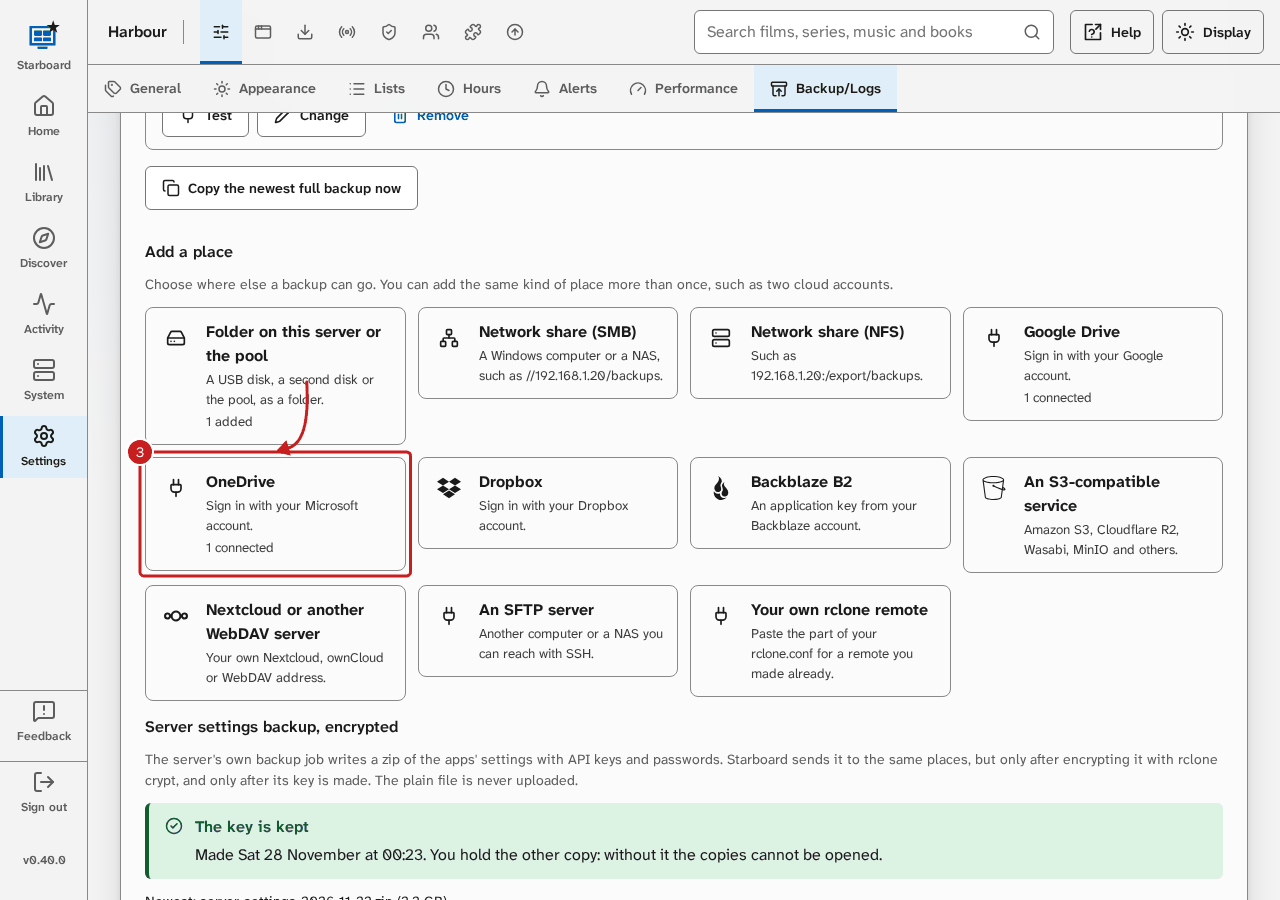 Starboard
Home
Library
Discover
Activity
System
Settings
Feedback
Sign out
v0.40.0
Harbour
Search films, series, music and books
Help
Display
General
Appearance
Lists
Hours
Alerts
Performance
Backup/Logs
Test
Change
Remove
Copy the newest full backup now
Add a place
Choose where else a backup can go. You can add the same kind of place more than once, such as two cloud accounts.
Folder on this server or
the pool
A USB disk, a second disk or
the pool, as a folder.
1 added
Network share (SMB)
A Windows computer or a NAS,
such as //192.168.1.20/backups.
Network share (NFS)
Such as
192.168.1.20:/export/backups.
Google Drive
Sign in with your Google
account.
1 connected
3
OneDrive
Sign in with your Microsoft
account.
1 connected
Dropbox
Sign in with your Dropbox
account.
Backblaze B2
An application key from your
Backblaze account.
An S3-compatible
service
Amazon S3, Cloudflare R2,
Wasabi, MinIO and others.
Nextcloud or another
WebDAV server
Your own Nextcloud, ownCloud
or WebDAV address.
An SFTP server
Another computer or a NAS you
can reach with SSH.
Your own rclone remote
Paste the part of your
rclone.conf for a remote you
made already.
Server settings backup, encrypted
The server's own backup job writes a zip of the apps' settings with API keys and passwords. Starboard sends it to the same places, but only after encrypting it with rclone
crypt, and only after its key is made. The plain file is never uploaded.
The key is kept
Made Sat 28 November at 00:23. You hold the other copy: without it the copies cannot be opened.